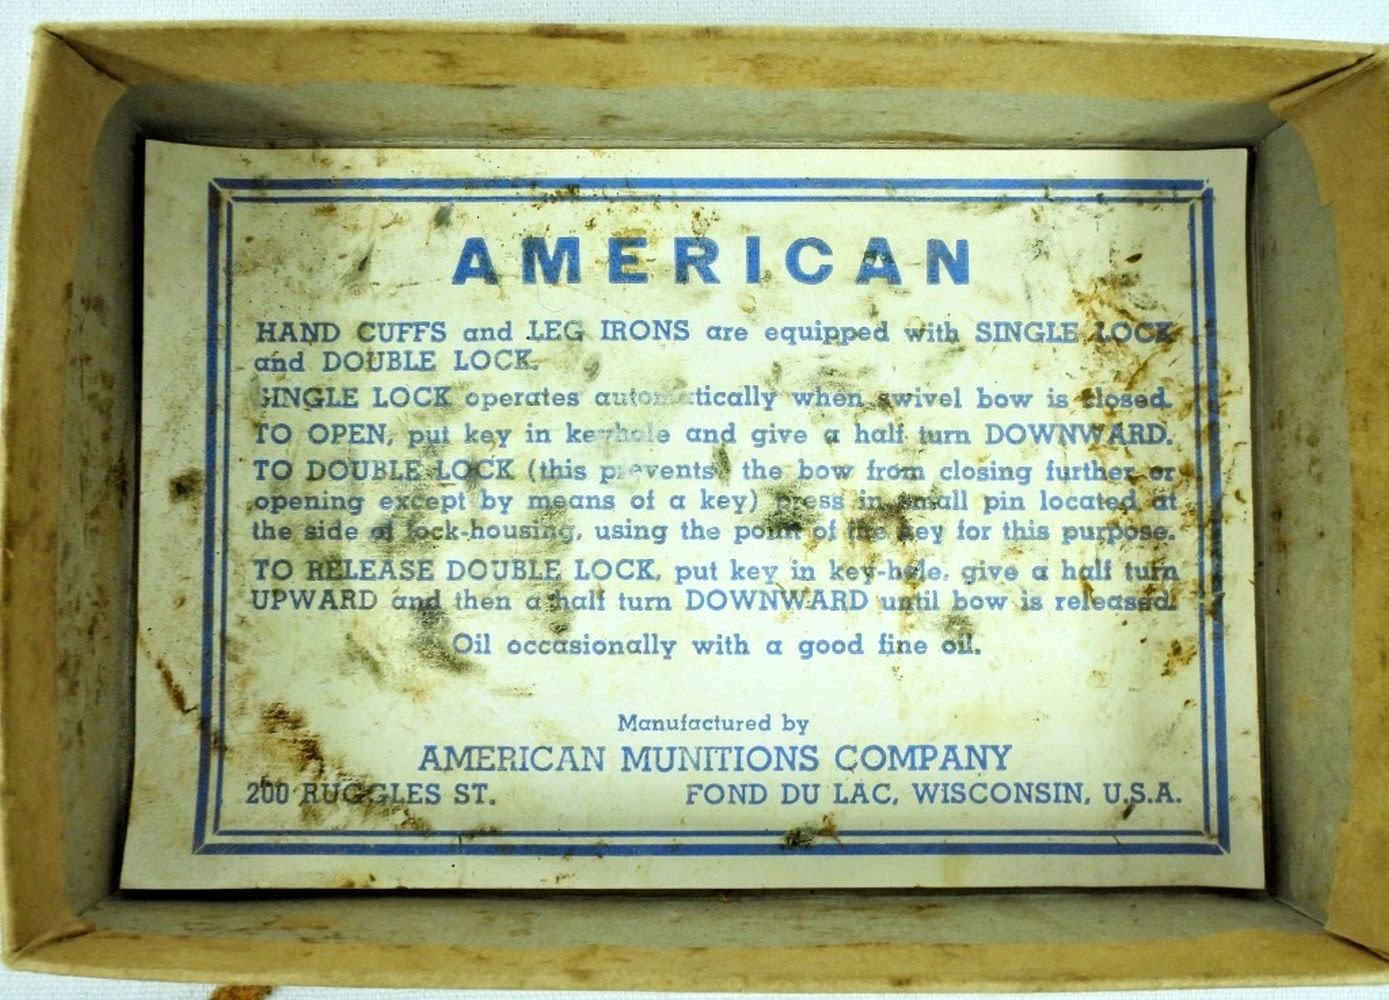 AMERICAN
HAND CUFFS and LEG IRONS are equipped with SINGLE LOCK
and DOUBLE LOCK.
SINGLE LOCK operates automatically when swivel bow is closed.
TO OPEN, put key in keyhole and give a half turn DOWNWARD.
TO DOUBLE LOCK (this prevents the bow from closing further or
opening except by means of a key) press in small pin located at
the side of lock-housing, using the point of the key for this purpose.
TO RELEASE DOUBLE LOCK, put key in key-hole, give a half turn
UPWARD and then a half turn DOWNWARD until bow is released.
Oil occasionally with a good fine oil.
Manufactured by
AMERICAN MUNITIONS COMPANY
200 RUGGLES ST. FOND DU LAC, WISCONSIN, U.S.A.